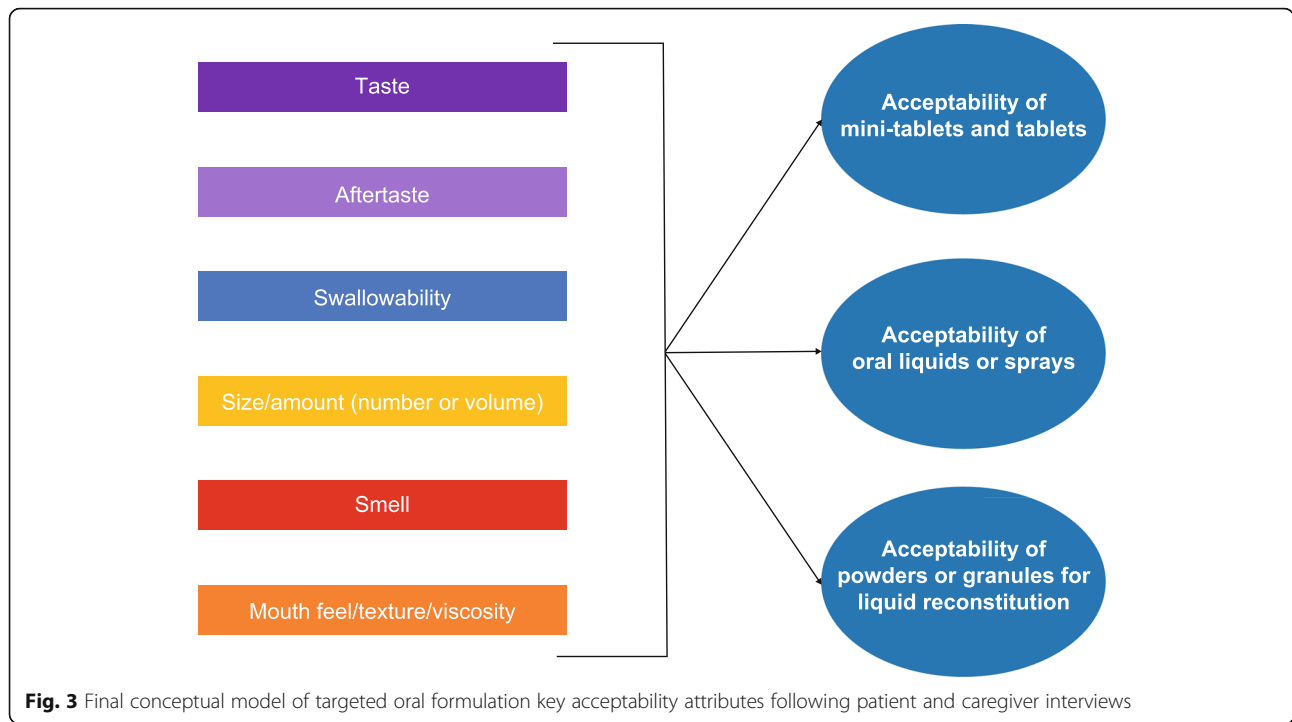 Taste
Aftertaste
Swallowability
Size/amount (number or volume)
Smell
Mouth feel/texture/viscosity
Acceptability of
mini-tablets and tablets
Acceptability of
oral liquids or sprays
Acceptability of
powders or granules for
liquid reconstitution
Fig. 3 Final conceptual model of targeted oral formulation key acceptability attributes following patient and caregiver interviews